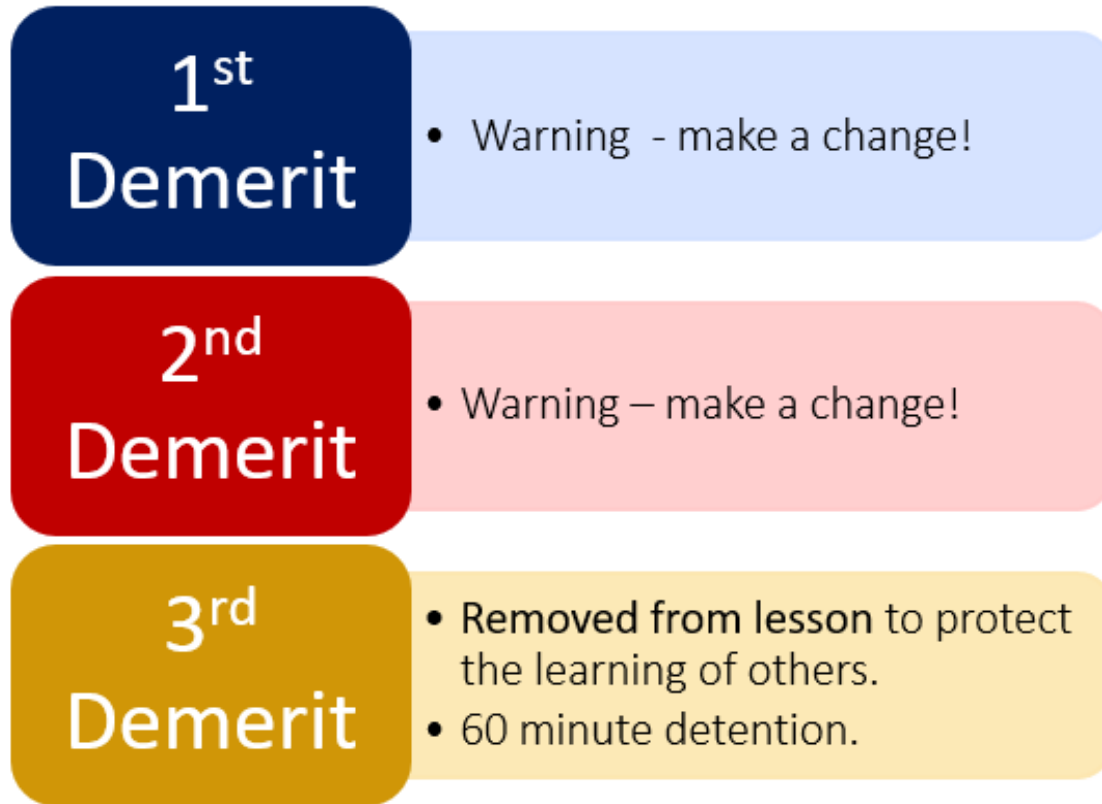 1st
Demerit
• Warning - make a change!
2nd
Demerit
• Warning – make a change!
3rd
Demerit
• Removed from lesson to protect
the learning of others.
• 60 minute detention.